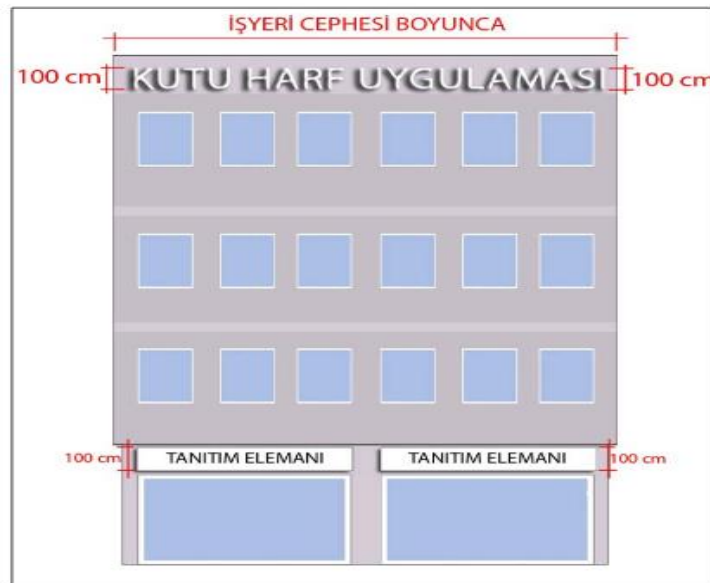 İŞYERİ CEPHESİ BOYUNCA
100 cm KUTU HARF UYGULAMASI 100 cm
100 cm TANITIM ELEMANI TANITIM ELEMANI 100 cm